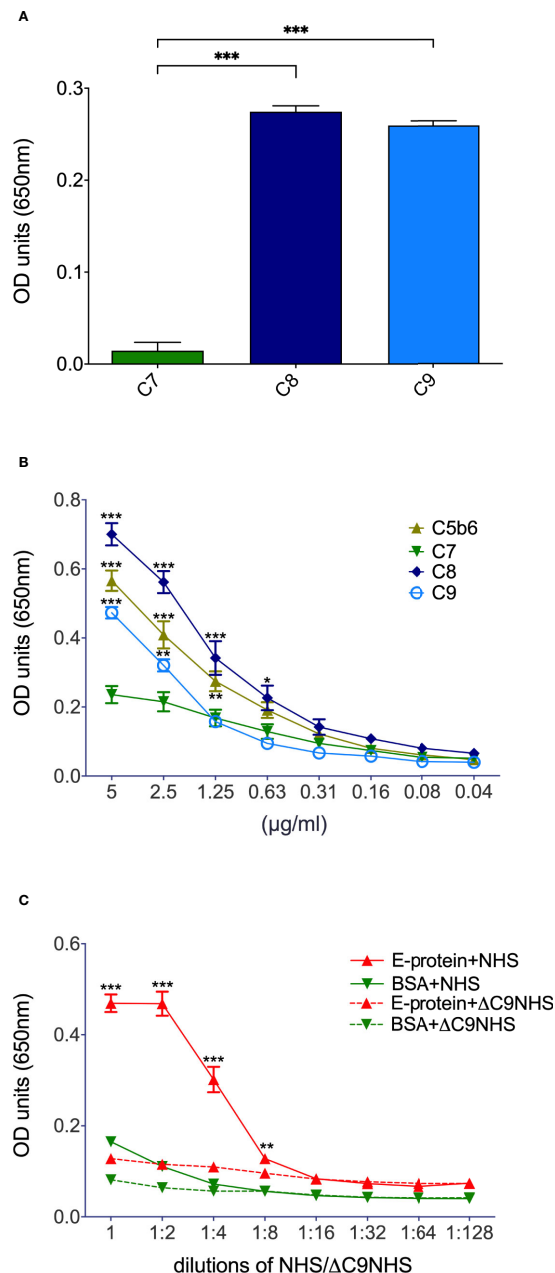 A
***
***
OD units (650nm)
0.3
0.2
0.1
0.0
C7
C8
C9
B
OD units (650nm)
0.8
0.6
0.4
0.2
0.0
***
***
***
***
***
**
***
**
*
C5b6
C7
C8
C9
5
2.5
1.25
0.63
0.31
0.16
0.08
0.04
(µg/ml)
C
OD units (650nm)
0.6
0.4
0.2
0.0
***
***
***
**
E-protein+NHS
BSA+NHS
E-protein+ΔC9NHS
BSA+ΔC9NHS
1
1:2
1:4
1:8
1:16
1:32
1:64
1:128
dilutions of NHS/ΔC9NHS